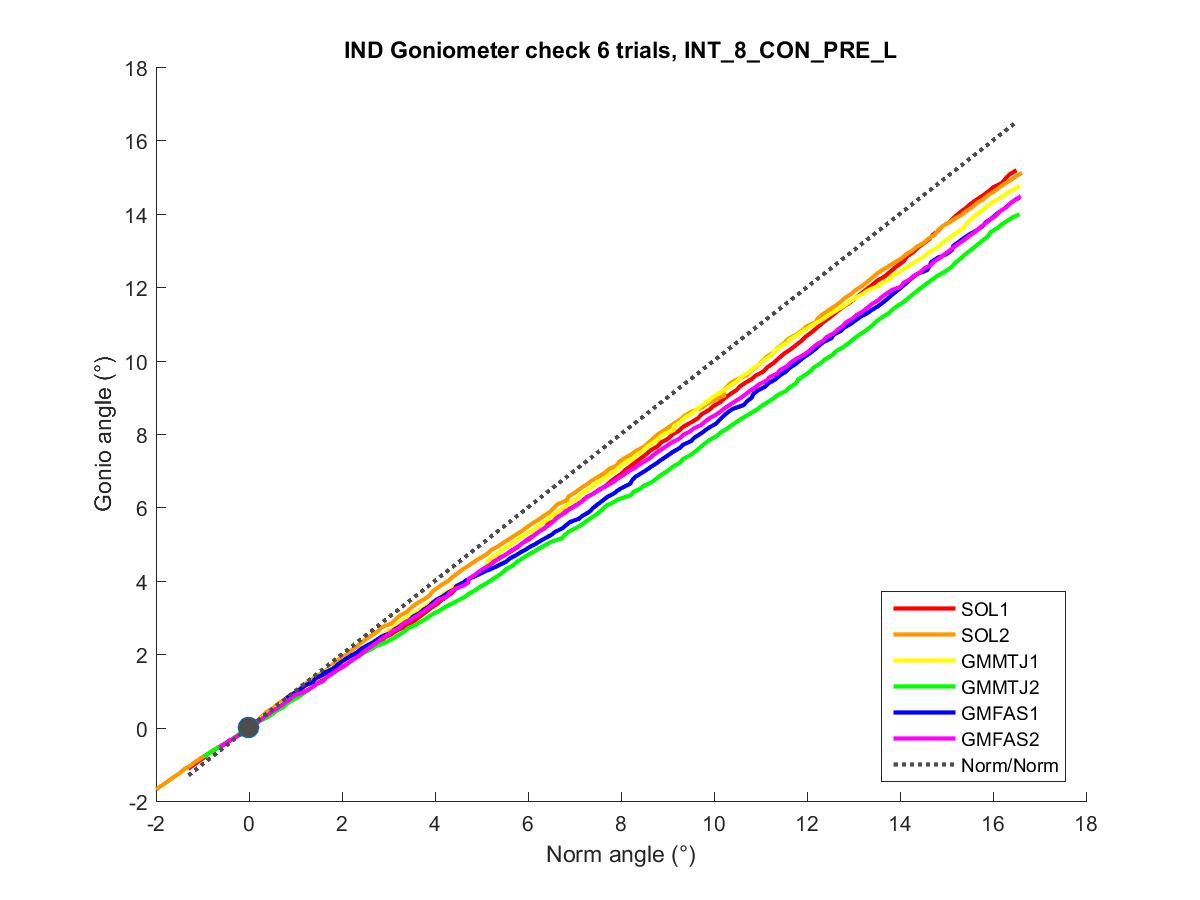 IND Goniometer check 6 trials, INT_8_CON_PRE_L
18
16
14
12
10
8
6
4
2
0
-2
Gonio angle (°)
-2 0 2 4 6 8 10 12 14 16 18
Norm angle (°)
SOL1
SOL2
GMMTJ1
GMMTJ2
GMFAS1
GMFAS2
Norm/Norm